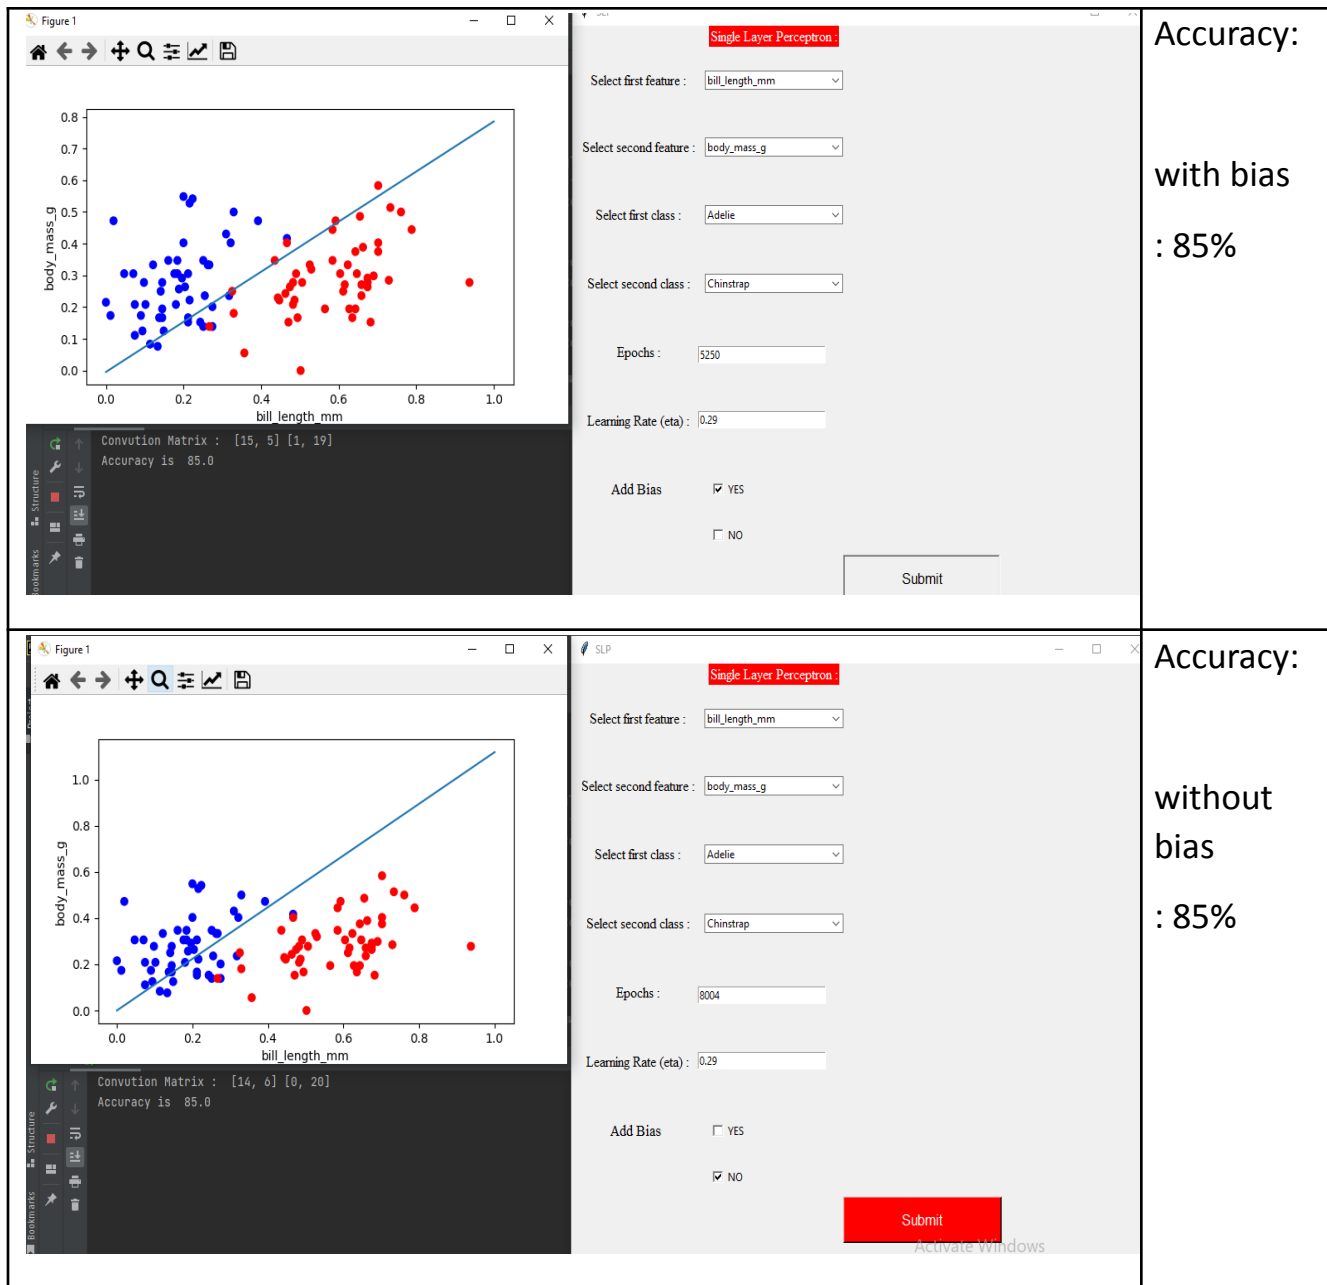 Figure 1
SLP
Single Layer Perceptron :
Accuracy:
with bias
: 85%
Select first feature :
bill_length_mm
Select second feature :
body_mass_g
Select first class :
Adelie
Select second class :
Chinstrap
Epochs :
5250
Learning Rate (eta) :
0.29
Add Bias
YES
NO
Submit
0.8
0.7
0.6
0.5
0.4
0.3
0.2
0.1
0.0
body_mass_g
0.0 0.2 0.4 0.6 0.8 1.0
bill_length_mm
Convution Matrix : [15, 5] [1, 19]
Accuracy is 85.0
Structure
Bookmarks
Figure 1
SLP
Single Layer Perceptron :
Accuracy:
without
bias
: 85%
Select first feature :
bill_length_mm
Select second feature :
body_mass_g
Select first class :
Adelie
Select second class :
Chinstrap
Epochs :
8004
Learning Rate (eta) :
0.29
Add Bias
YES
NO
Submit
Activate Windows
1.0
0.8
0.6
0.4
0.2
0.0
body_mass_g
0.0 0.2 0.4 0.6 0.8 1.0
bill_length_mm
Convution Matrix : [14, 6] [0, 20]
Accuracy is 85.0
Structure
Bookmarks